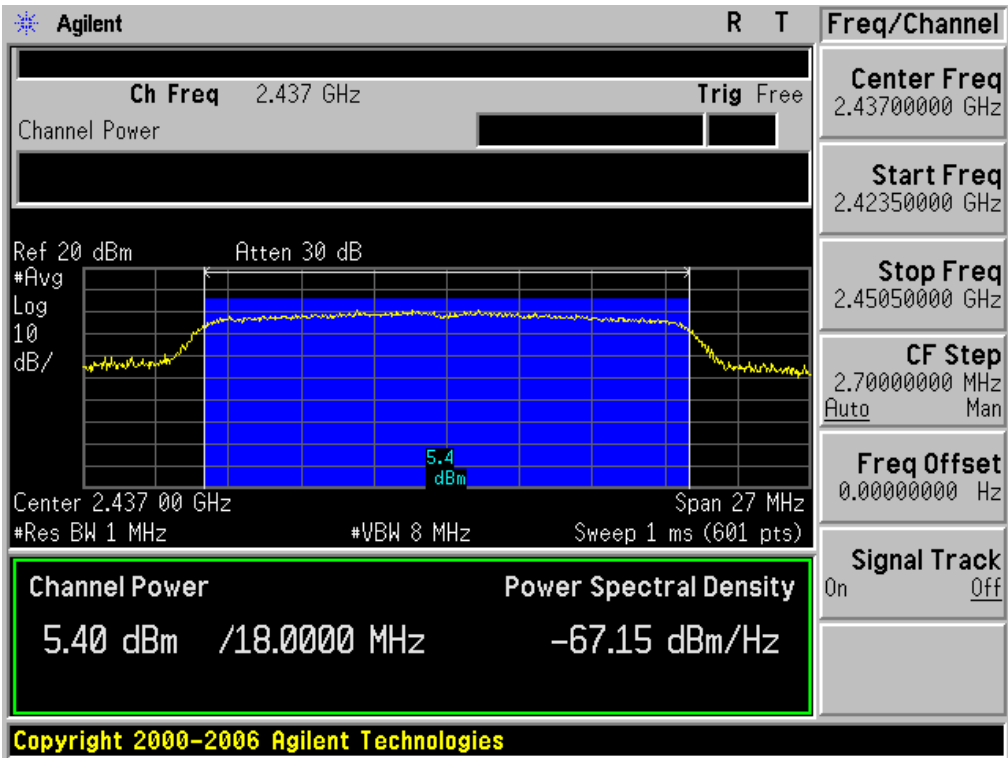 Agilent R T
Ch Freq 2.437 GHz Trig Free
Channel Power
Ref 20 dBm Atten 30 dB
#Avg
Log
10
dB/
5.4
dBm
Center 2.437 00 GHz Span 27 MHz
#Res BW 1 MHz #VBW 8 MHz Sweep 1 ms (601 pts)
Channel Power Power Spectral Density
5.40 dBm /18.0000 MHz -67.15 dBm/Hz
Copyright 2000-2006 Agilent Technologies
Freq/Channel
Center Freq
2.43700000 GHz
Start Freq
2.42350000 GHz
Stop Freq
2.45050000 GHz
CF Step
2.70000000 MHz
Auto Man
Freq Offset
0.00000000 Hz
Signal Track
On Off